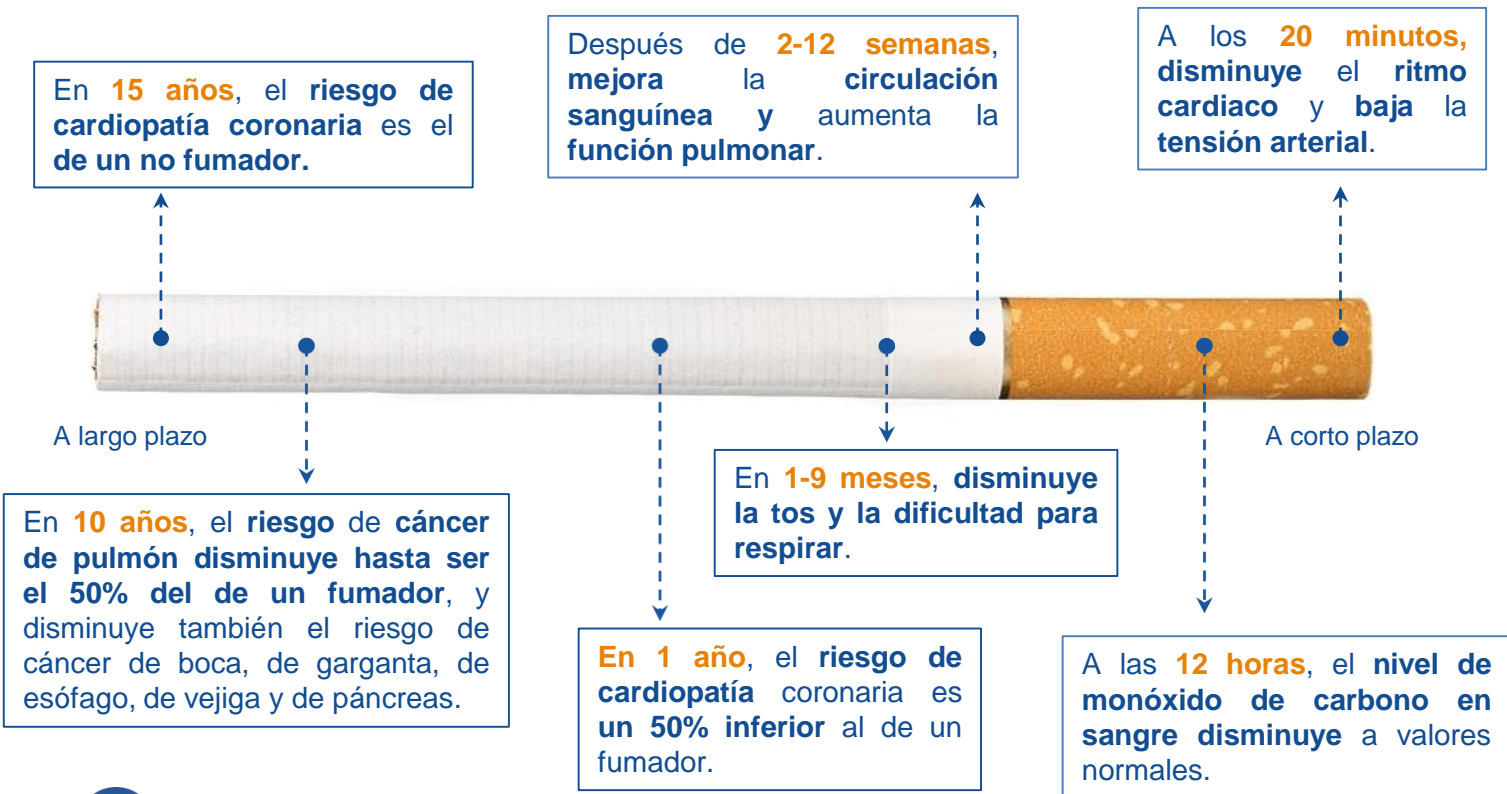 En 15 años, el riesgo de
cardiopatía coronaria es el
de un no fumador.
Después de 2-12 semanas,
mejora la circulación
sanguínea y aumenta la
función pulmonar.
A los 20 minutos,
disminuye el ritmo
cardiaco y baja la
tensión arterial.
A largo plazo
A corto plazo
En 10 años, el riesgo de cáncer
de pulmón disminuye hasta ser
el 50% del de un fumador, y
disminuye también el riesgo de
cáncer de boca, de garganta, de
esófago, de vejiga y de páncreas.
En 1 año, el riesgo de
cardiopatía coronaria es
un 50% inferior al de un
fumador.
En 1-9 meses, disminuye
la tos y la dificultad para
respirar.
A las 12 horas, el nivel de
monóxido de carbono en
sangre disminuye a valores
normales.